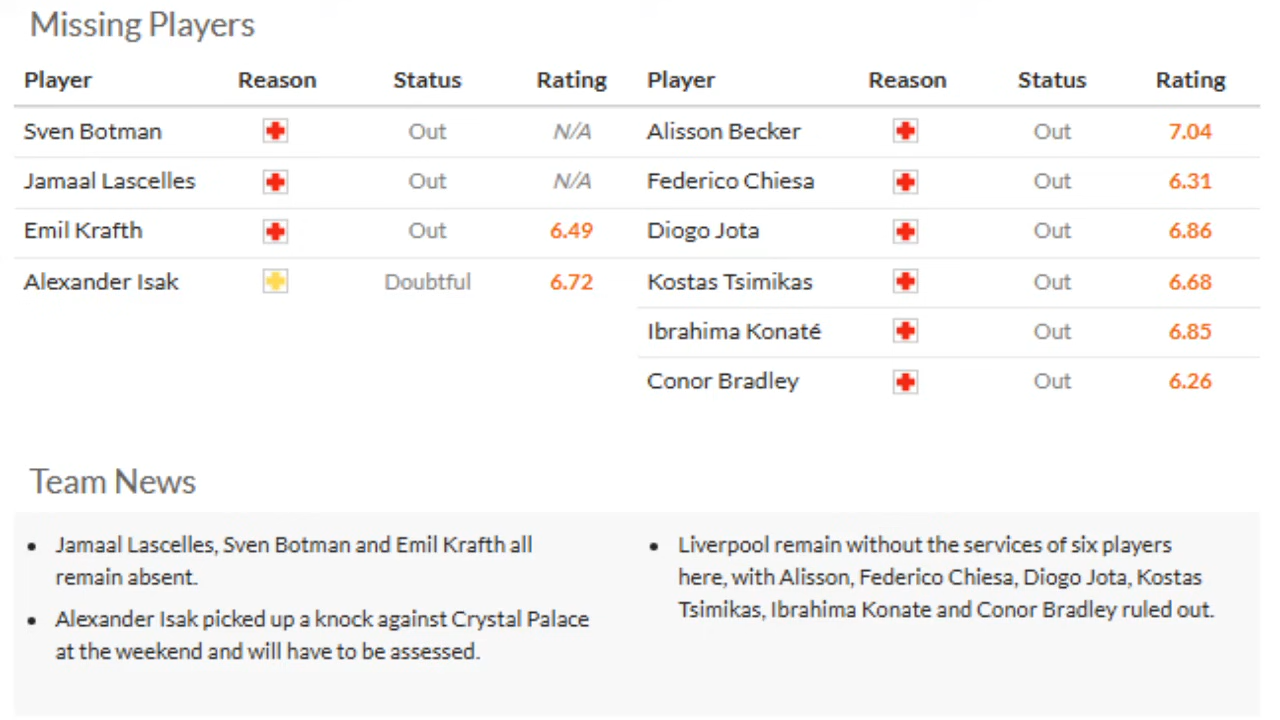 Missing Players
Player Reason Status Rating Player Reason Status Rating
Sven Botman Out N/A Alisson Becker Out 7.04
Jamaal Lascelles Out N/A Federico Chiesa Out 6.31
Emil Krafth Out 6.49 Diogo Jota Out 6.86
Alexander Isak Doubtful 6.72 Kostas Tsimikas Out 6.68
Ibrahima Konaté Out 6.85
Conor Bradley Out 6.26
Team News
• Jamaal Lascelles, Sven Botman and Emil Krafth all
remain absent.
• Alexander Isak picked up a knock against Crystal Palace
at the weekend and will have to be assessed.
• Liverpool remain without the services of six players
here, with Alisson, Federico Chiesa, Diogo Jota, Kostas
Tsimikas, Ibrahima Konate and Conor Bradley ruled out.